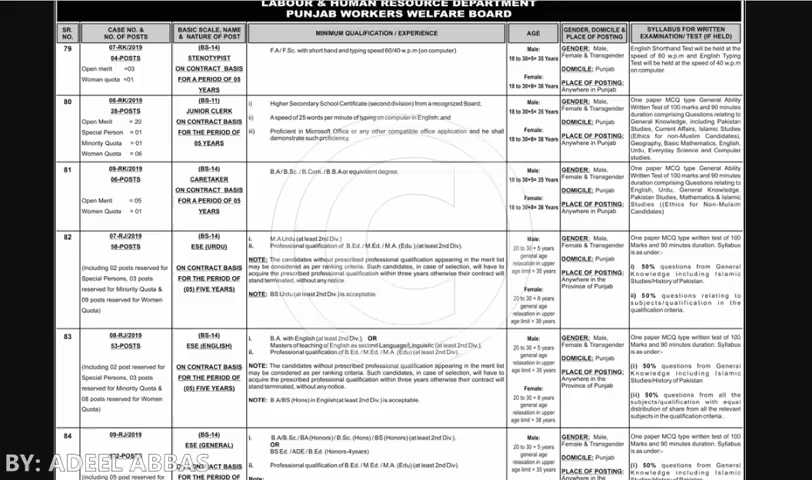 LABOUR & HUMAN RESOURCE DEPARTMENT
PUNJAB WORKERS WELFARE BOARD
SR. NO.
CASE NO. & NO. OF POSTS
BASIC SCALE, NAME & NATURE OF POST
MINIMUM QUALIFICATION / EXPERIENCE
AGE
GENDER, DOMICILE & PLACE OF POSTING
SYLLABUS FOR WRITTEN EXAMINATION/ TEST (IF HELD)
79
07-RK/2019
04-POSTS
Open merit =03
Woman quota =01
(BS-14)
STENOTYPIST
ON CONTRACT BASIS
FOR A PERIOD OF 05
YEARS
F.A/ F.Sc. with short hand and typing speed 60/40 w.p.m (on computer)
Male:
18 to 30+5= 35 Years
Female:
18 to 30+8= 38 Years
GENDER: Male,
Female & Transgender
DOMICILE: Punjab
PLACE OF POSTING:
Anywhere in Punjab
English Shorthand Test will be held at the
speed of 60 w.p.m and English Typing
Test will be held at the speed of 40 w.p.m
on computer
80
08-RK/2019
28-POSTS
Open Merit = 20
Special Person = 01
Minority Quota = 01
Women Quota = 06
(BS-11)
JUNIOR CLERK
ON CONTRACT BASIS
FOR THE PERIOD OF
05 YEARS
i) Higher Secondary School Certificate (second division) from a recognized Board;
ii) A speed of 25 words per minute of typing on computer in English; and
iii) Proficient in Microsoft Office or any other compatible office application and he shall
demonstrate such proficiency.
Male:
18 to 30+5= 35 Years
Female:
18 to 30+8= 38 Years
GENDER: Male,
Female & Transgender
DOMICILE: Punjab
PLACE OF POSTING:
Anywhere in Punjab
One paper MCQ type General Ability
Written Test of 100 marks and 90 minutes
duration comprising Questions relating to
General Knowledge, including Pakistan
Studies, Current Affairs, Islamic Studies
(Ethics for non-Muslim Candidates),
Geography, Basic Mathematics, English,
Urdu, Everyday Science and Computer
studies.
81
09-RK/2019
06-POSTS
Open Merit = 05
Women Quota = 01
(BS-14)
CARETAKER
ON CONTRACT BASIS
FOR THE PERIOD OF 05
YEARS
B.A/ B.Sc. / B.Com. / B.B.A or equivalent degree.
Male:
18 to 30+5= 35 Years
Female:
18 to 30+8= 38 Years
GENDER: Male,
Female & Transgender
DOMICILE: Punjab
PLACE OF POSTING:
Anywhere in Punjab
One paper MCQ type General Ability
Written Test of 100 marks and 90 minutes
duration comprising Questions relating to
English, Urdu, General Knowledge.
Pakistan Studies, Mathematics & Islamic
Studies ((Ethics for Non-Mulsim
Candidates)
82
07-RJ/2019
58-POSTS
(Including 02 posts reserved for
Special Persons, 03 posts
reserved for Minority Quota &
09 posts reserved for Women
Quota)
(BS-14)
ESE (URDU)
ON CONTRACT BASIS
FOR THE PERIOD OF
(05) FIVE YEARS
i. M.A Urdu (at least 2nd Div.)
ii. Professional qualification of B.Ed. / M.Ed. / M.A. (Edu.) (at least 2nd Div.).
NOTE: The candidates without prescribed professional qualification appearing in the merit list
may be considered as per ranking criteria. Such candidates, in case of selection, will have to
acquire the prescribed professional qualification within three years otherwise their contract will
stand terminated, without any notice.
NOTE: BS Urdu (at least 2nd Div.) is acceptable.
Male:
20 to 30 + 5 years
general age
relaxation in upper
age limit = 35 years
Female:
20 to 30 + 8 years
general age
relaxation in upper
age limit = 38 years
GENDER: Male,
Female & Transgender
DOMICILE: Punjab
PLACE OF POSTING:
Anywhere in the
Province of Punjab
One paper MCQ type written test of 100
Marks and 90 minutes duration. Syllabus
is as under:-
i) 50% questions from General
Knowledge including Islamic
Studies/History of Pakistan
ii) 50% questions relating to
subjects/qualification in the
qualification criteria.
83
08-RJ/2019
53-POSTS
(Including 02 post reserved for
Special Persons, 03 posts
reserved for Minority Quota &
08 posts reserved for Women
Quota)
(BS-14)
ESE (ENGLISH)
ON CONTRACT BASIS
FOR THE PERIOD OF
(05) FIVE YEARS
i. B.A. with English (at least 2nd Div.), OR
Masters of teaching of English as second Language/Linguistic (at least 2nd Div.).
ii. Professional qualification of B.Ed. / M.Ed. / M.A. (Edu) (at least 2nd Div.).
NOTE: The candidates without prescribed professional qualification appearing in the merit list
may be considered as per ranking criteria. Such candidates, in case of selection, will have to
acquire the prescribed professional qualification within three years otherwise their contract will
stand terminated, without any notice.
NOTE: B.A/BS (Hons) in English (at least 2nd Div.) is acceptable.
Male:
20 to 30 + 5 years
general age
relaxation in upper
age limit = 35 years
Female:
20 to 30 + 8 years
general age
relaxation in upper
age limit = 38 years
GENDER: Male,
Female & Transgender
DOMICILE: Punjab
PLACE OF POSTING:
Anywhere in the
Province of Punjab
One paper MCQ type written test of 100
Marks and 90 minutes duration. Syllabus
is as under:-
(i) 50% questions from General
Knowledge including Islamic
Studies/History of Pakistan
(ii) 50% questions from all the
subjects/qualification with equal
distribution of share from all the relevant
subjects in the qualification criteria..
84
09-RJ/2019
POSTS
(BS-14)
ESE (GENERAL)
CONTRACT BASIS
FOR THE PERIOD OF
i. B.A/B.Sc./ BA (Honors) / B.Sc. (Hons) / BS (Honors) (at least 2nd Div.).
OR
BS Ed. / ADE / B.Ed. (Honors-4years)
ii. Professional qualification of B.Ed. / M.Ed. / M.A. (Edu) (at least 2nd Div.).
Note:
Male:
20 to 30 + 5 years
general age
relaxation in upper
age limit = 35 years
GENDER: Male,
Female & Transgender
DOMICILE: Punjab
PLACE OF POSTING:
Anywhere in the
One paper MCQ type written test of 100
Marks and 90 minutes duration. Syllabus
is as under:-
(i) 50% questions from General
Knowledge including Islamic
Studies/History of Pakistan
BY: ADEEL ABBAS